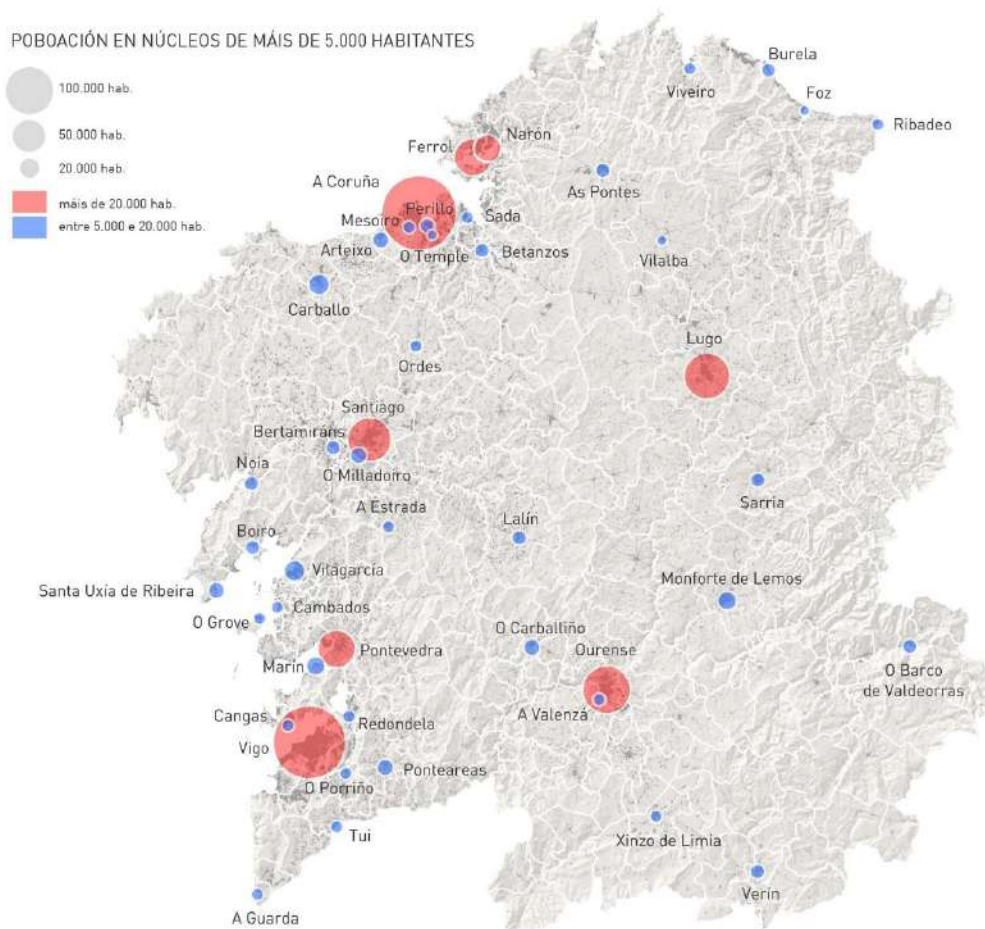 POBOACIÓN EN NÚCLEOS DE MÁIS DE 5.000 HABITANTES
100.000 hab.
50.000 hab.
20.000 hab.
máis de 20.000 hab.
entre 5.000 e 20.000 hab.
Burela
Viveiro
Foz
Ribadeo
Narón
Ferrol
As Pontes
A Coruña
Perillo
Mesoiro
Sada
Arteixo
O Temple
Betanzos
Vilalba
Carballo
Lugo
Ordes
Santiago
Bertamiráns
O Milladoiro
Noia
Sarria
A Estrada
Lalín
Boiro
Vilagarcía
Monforte de Lemos
Santa Uxía de Ribeira
Cambados
O Grove
O Carballiño
Pontevedra
Ourense
Marín
O Barco
de Valdeorras
A Valenzá
Cangas
Redondela
Vigo
Ponteareas
O Porriño
Tui
Xinzo de Limia
Verín
A Guarda